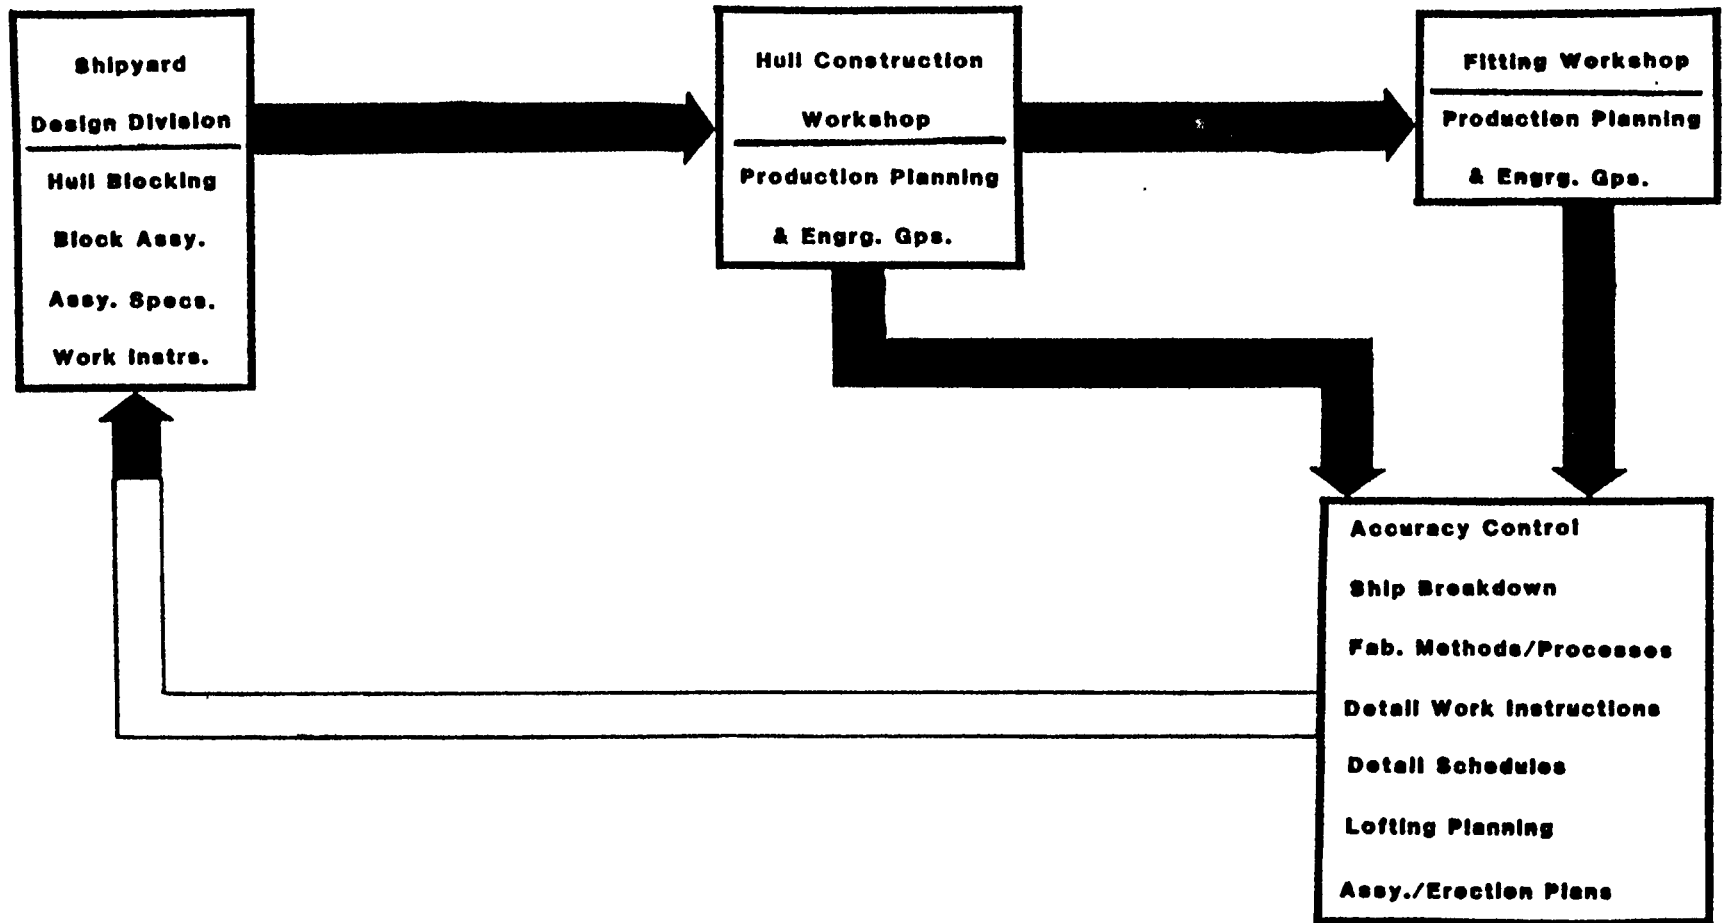 Shipyard
Design Division
Hull Blocking
Block Assy.
Assy. Specs.
Work Instrs.
Hull Construction
Workshop
Production Planning
& Engrg. Gps.
Fitting Workshop
Production Planning
& Engrg. Gps.
Accuracy Control
Ship Breakdown
Fab. Methods/Processes
Detail Work Instructions
Detail Schedules
Lofting Planning
Assy./Erection Plans